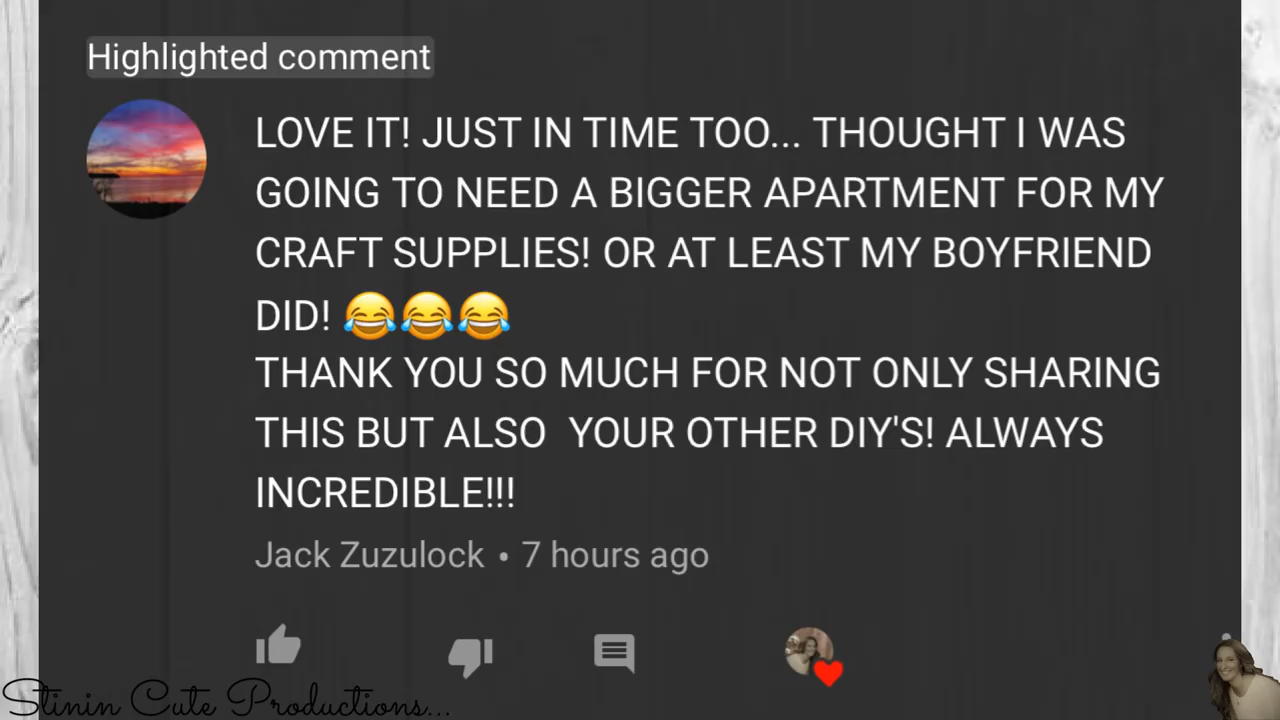 Highlighted comment
LOVE IT! JUST IN TIME TOO... THOUGHT I WAS
GOING TO NEED A BIGGER APARTMENT FOR MY
CRAFT SUPPLIES! OR AT LEAST MY BOYFRIEND
DID! 😂😂😂
THANK YOU SO MUCH FOR NOT ONLY SHARING
THIS BUT ALSO  YOUR OTHER DIY'S! ALWAYS
INCREDIBLE!!!
Jack Zuzulock • 7 hours ago
Stinin Cute Productions...